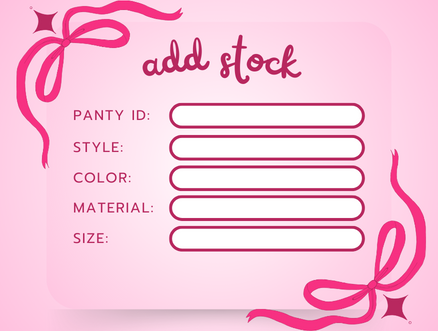 add stock
PANTY ID:
STYLE:
COLOR:
MATERIAL:
SIZE: